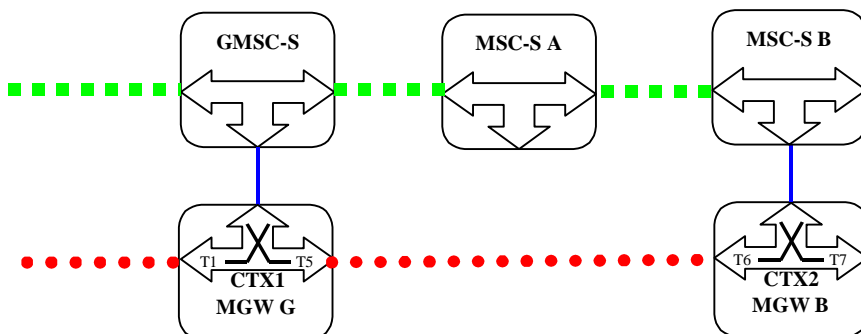 GMSC-S
MSC-S A
MSC-S B
T1 T5
CTX1
MGW G
T6 T7
CTX2
MGW B